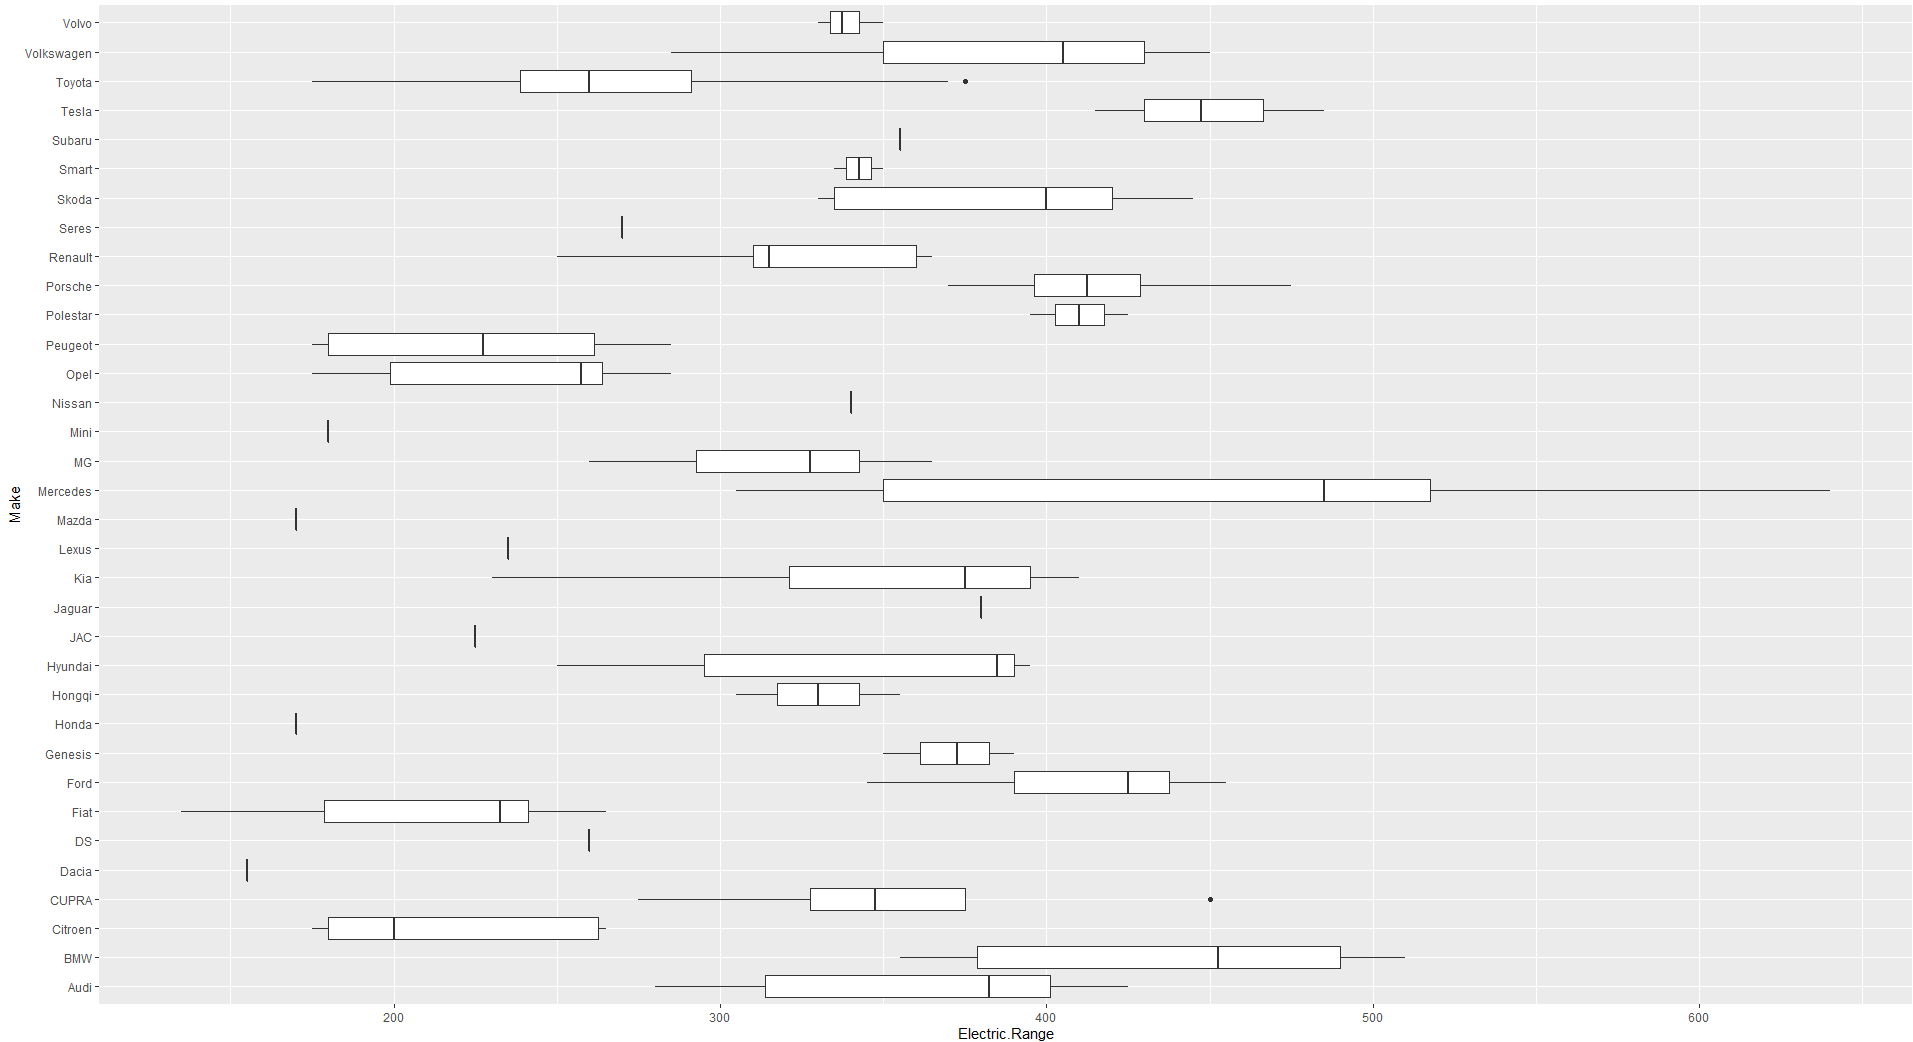 Volvo
Volkswagen
Toyota
Tesla
Subaru
Smart
Skoda
Seres
Renault
Porsche
Polestar
Peugeot
Opel
Nissan
Mini
MG
Mercedes
Mazda
Lexus
Kia
Jaguar
JAC
Hyundai
Hongqi
Honda
Genesis
Ford
Fiat
DS
Dacia
CUPRA
Citroen
BMW
Audi
Make
200 300 400 500 600
Electric.Range